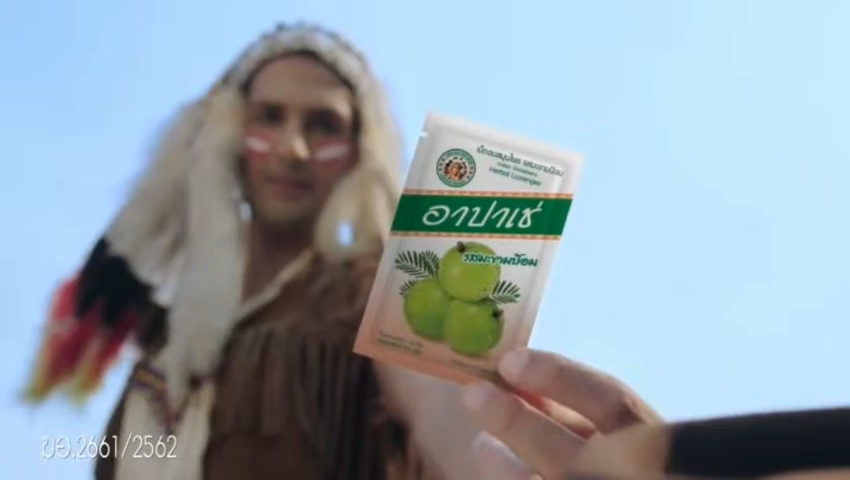 เม็ดอมสมุนไพร รสมะขามป้อม
Herbal Lozenges
อาปาเช่
รสมะขามป้อม
ฆอ.2661/2562